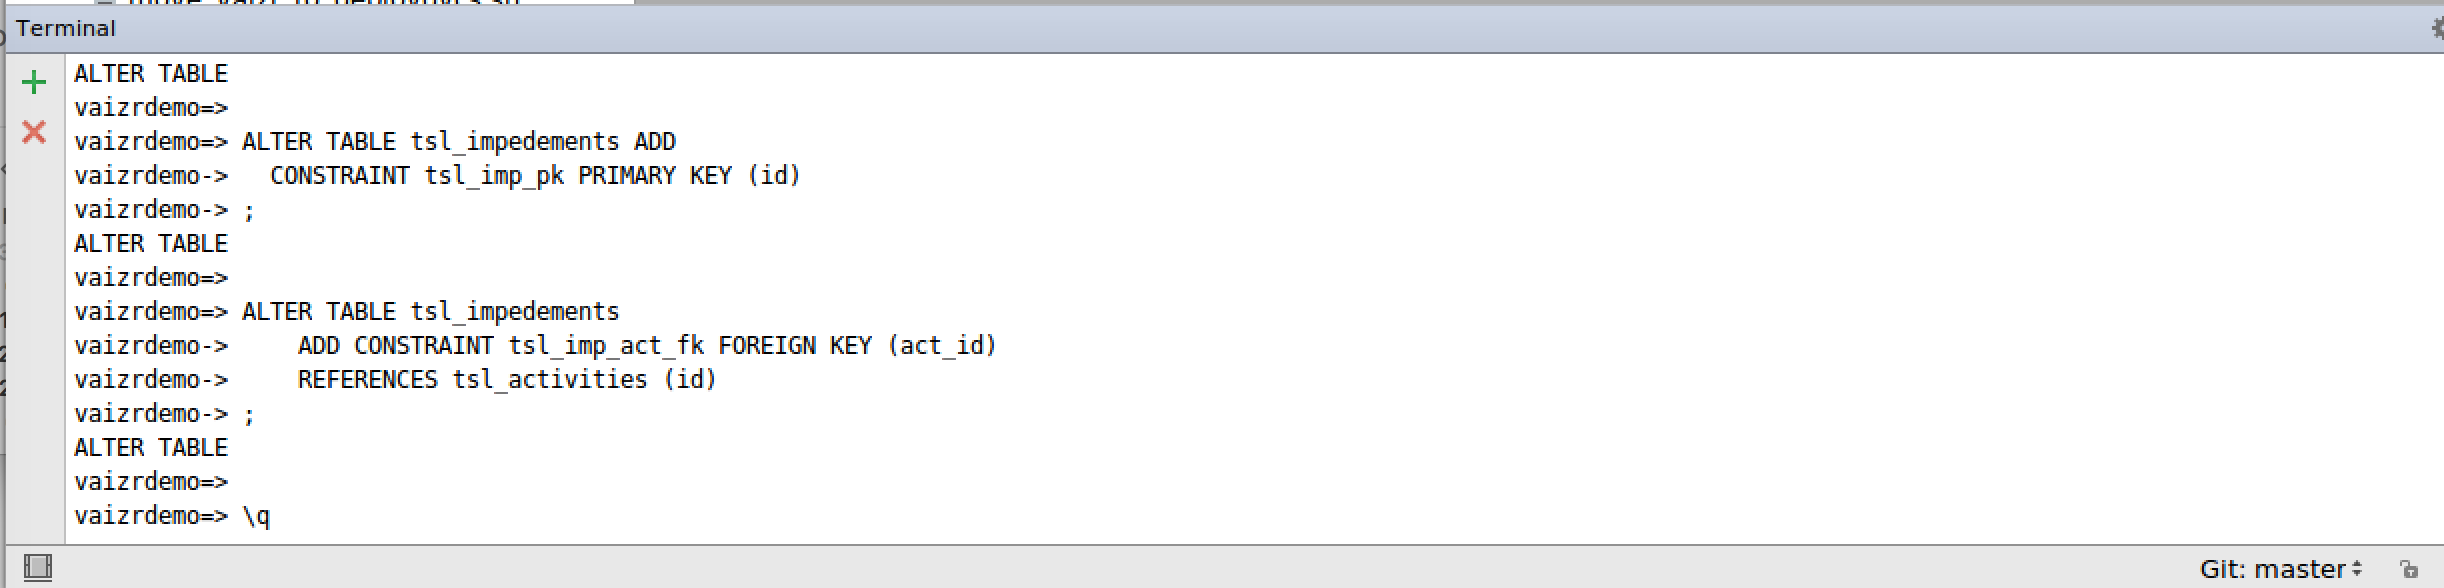 Terminal
ALTER TABLE
vaizrdemo=>
vaizrdemo=> ALTER TABLE tsl_impedements ADD
vaizrdemo->   CONSTRAINT tsl_imp_pk PRIMARY KEY (id)
vaizrdemo-> ;
ALTER TABLE
vaizrdemo=>
vaizrdemo=> ALTER TABLE tsl_impedements
vaizrdemo->     ADD CONSTRAINT tsl_imp_act_fk FOREIGN KEY (act_id)
vaizrdemo->     REFERENCES tsl_activities (id)
vaizrdemo-> ;
ALTER TABLE
vaizrdemo=>
vaizrdemo=> \q
Git: master